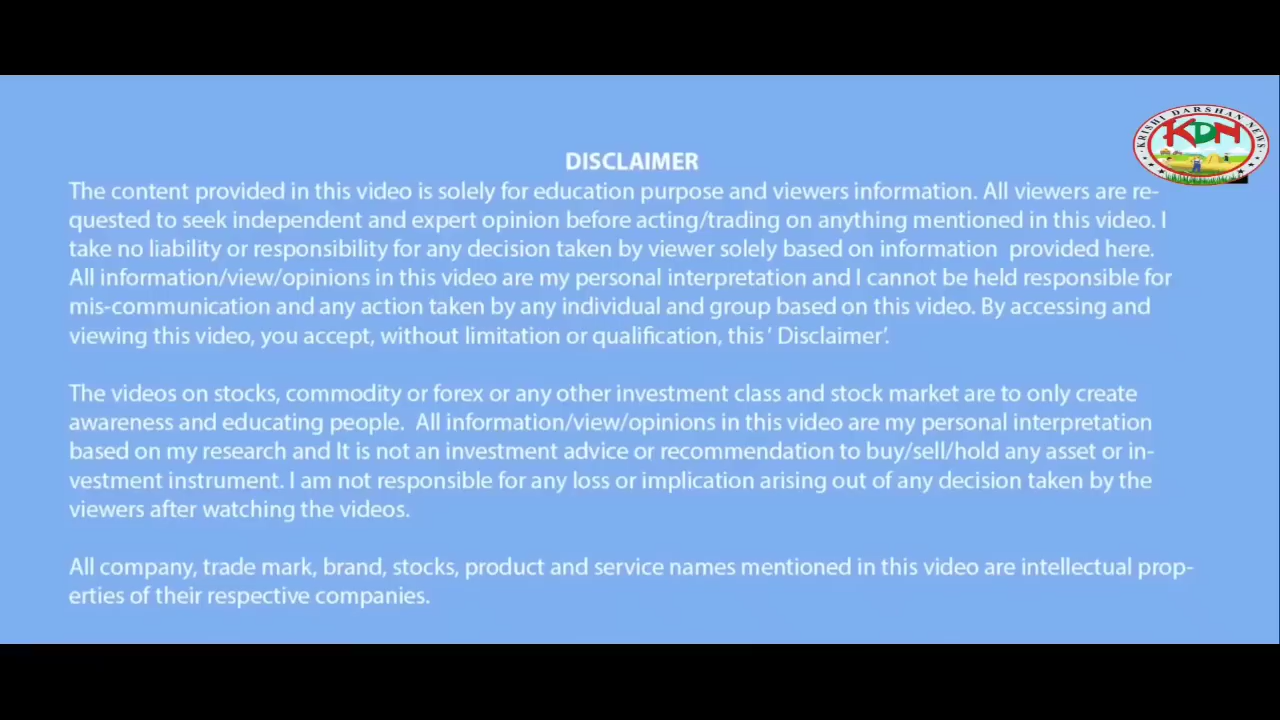 KRISHI DARSHAN NEWS
KDN
DISCLAIMER
The content provided in this video is solely for education purpose and viewers information. All viewers are re-
quested to seek independent and expert opinion before acting/trading on anything mentioned in this video. I
take no liability or responsibility for any decision taken by viewer solely based on information  provided here.
All information/view/opinions in this video are my personal interpretation and I cannot be held responsible for
mis-communication and any action taken by any individual and group based on this video. By accessing and
viewing this video, you accept, without limitation or qualification, this ‘ Disclaimer’.
The videos on stocks, commodity or forex or any other investment class and stock market are to only create
awareness and educating people.  All information/view/opinions in this video are my personal interpretation
based on my research and It is not an investment advice or recommendation to buy/sell/hold any asset or in-
vestment instrument. I am not responsible for any loss or implication arising out of any decision taken by the
viewers after watching the videos.
All company, trade mark, brand, stocks, product and service names mentioned in this video are intellectual prop-
erties of their respective companies.